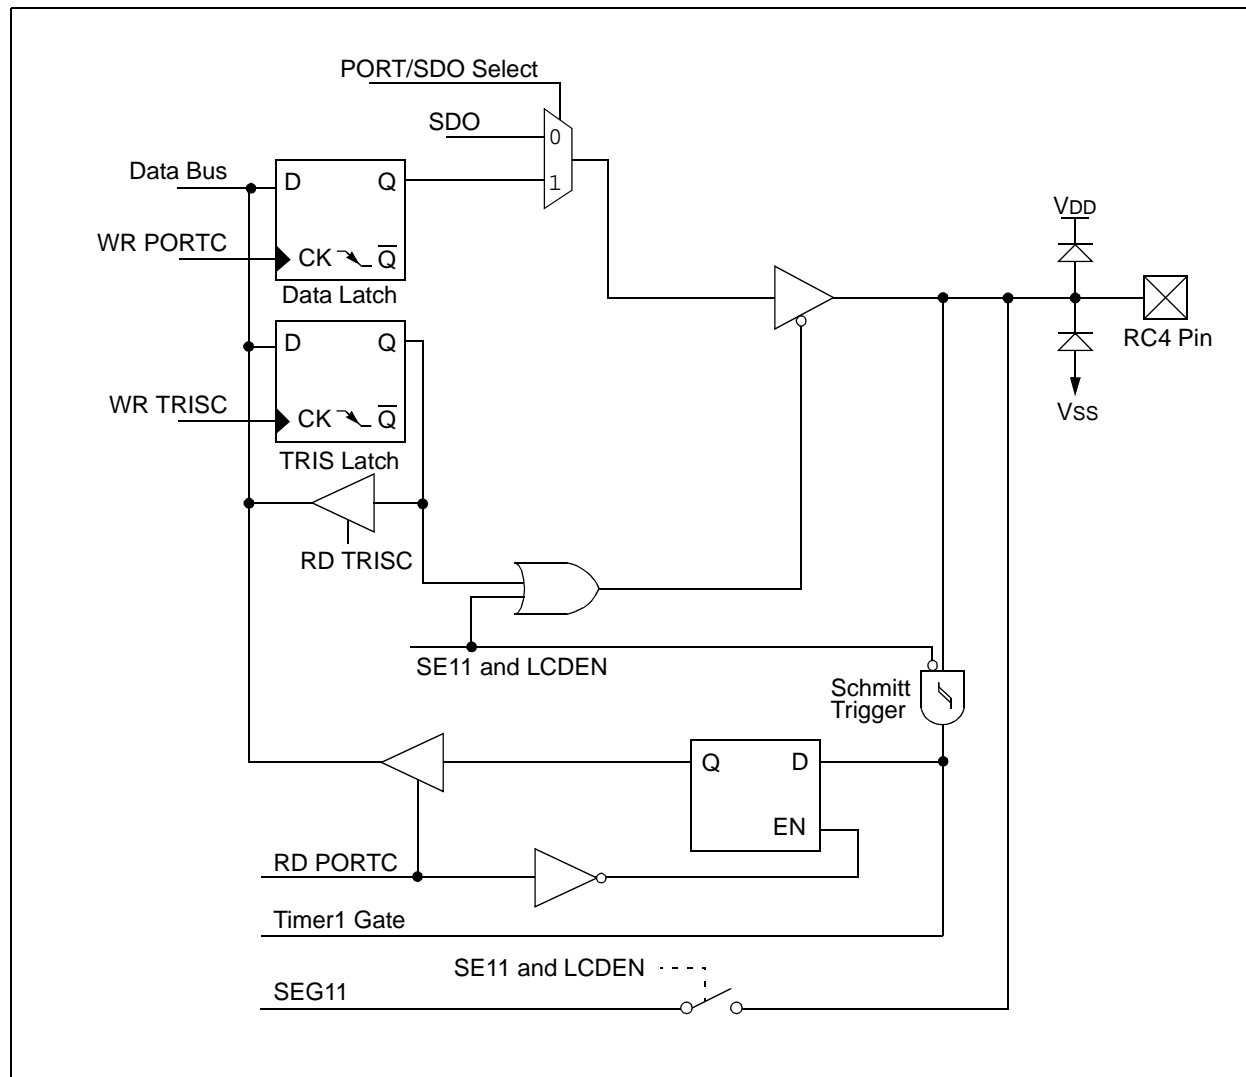 PORT/SDO Select
SDO
0
Data Bus
D
Q
1
VDD
WR PORTC
CK
Q
Data Latch
RC4 Pin
D
Q
WR TRISC
CK
Q
VSS
TRIS Latch
RD TRISC
SE11 and LCDEN
Schmitt
Trigger
Q
D
EN
RD PORTC
Timer1 Gate
SE11 and LCDEN
SEG11